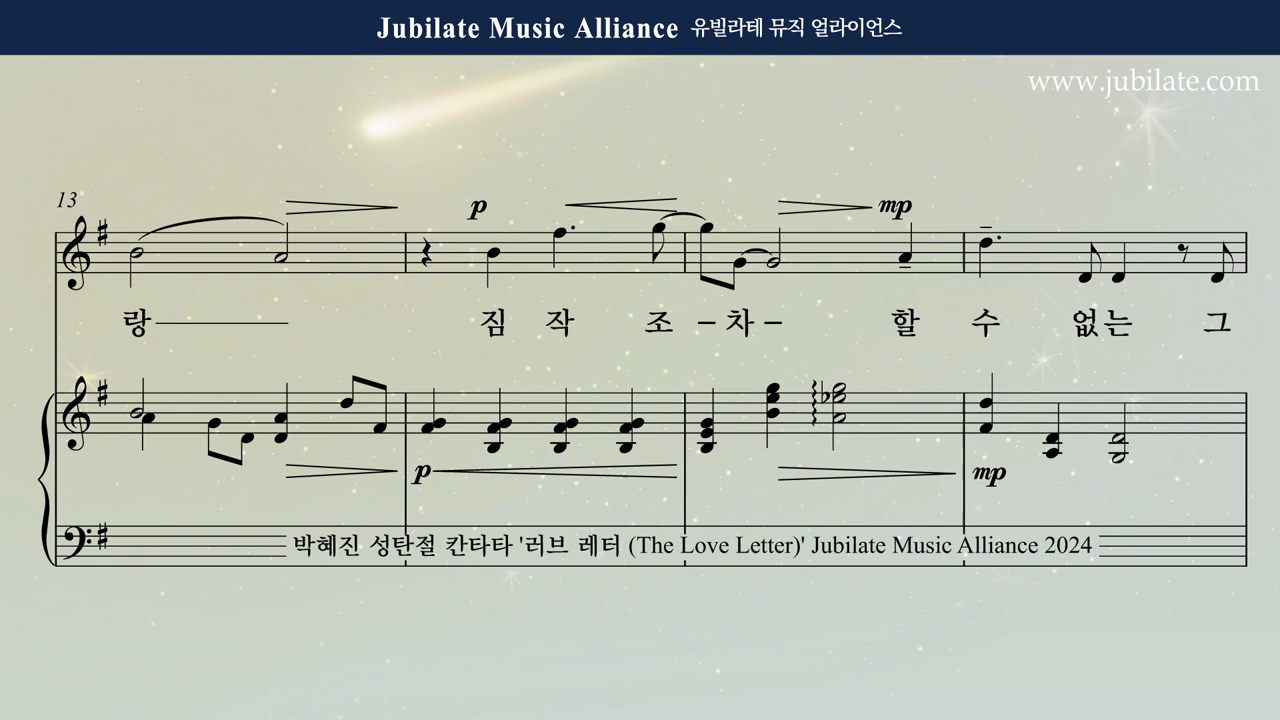 Jubilate Music Alliance 유빌라테 뮤직 얼라이언스
www.jubilate.com
13
p mp
랑 짐 작 조 – 차 – 할 수 없는 그
p mp
박혜진 성탄절 칸타타 '러브 레터 (The Love Letter)' Jubilate Music Alliance 2024